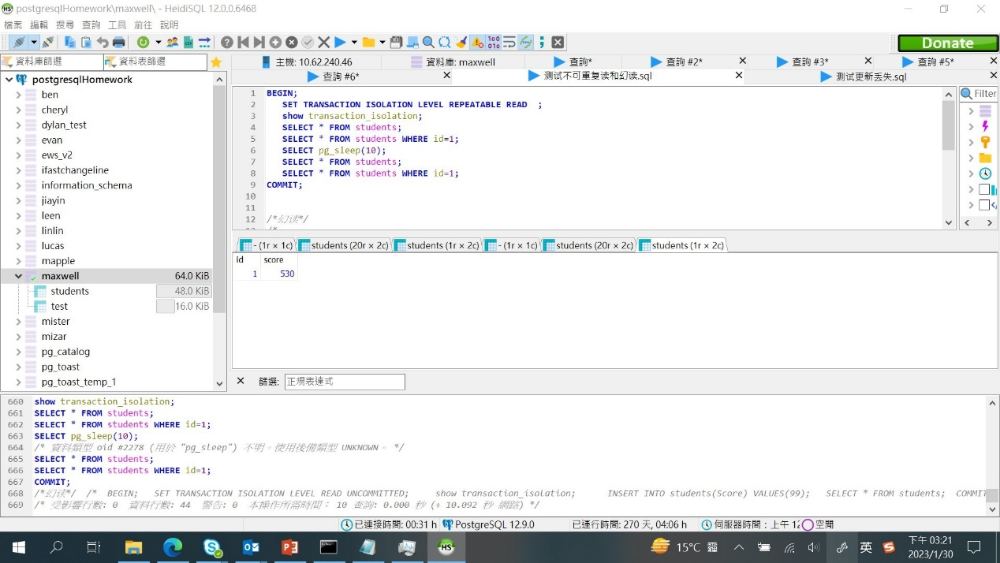 postgresqlHomework\maxwell\ - HeidiSQL 12.0.0.6468
檔案 編輯 搜尋 查詢 工具 前往 說明
Donate
資料庫篩選 資料表篩選
主機: 10.62.240.46 資料庫: maxwell 查詢* 查詢 #2* 查詢 #3* 查詢 #5*
查詢 #6* 测试不可重复读和幻读.sql 测试更新丢失.sql
postgresqlHomework
ben
cheryl
dylan_test
evan
ews_v2
ifastchangeline
information_schema
jiayin
leen
linlin
lucas
mapple
maxwell 64.0 KiB
students 48.0 KiB
test 16.0 KiB
mister
mizar
pg_catalog
pg_toast
pg_toast_temp_1
1 BEGIN;
2 SET TRANSACTION ISOLATION LEVEL REPEATABLE READ ;
3 show transaction_isolation;
4 SELECT * FROM students;
5 SELECT * FROM students WHERE id=1;
6 SELECT pg_sleep(10);
7 SELECT * FROM students;
8 SELECT * FROM students WHERE id=1;
9 COMMIT;
10
11
12 /*幻读*/
Filter
- (1r × 1c) students (20r × 2c) students (1r × 2c) - (1r × 1c) students (20r × 2c) students (1r × 2c)
id score
1 530
篩選: 正規表達式
660 show transaction_isolation;
661 SELECT * FROM students;
662 SELECT * FROM students WHERE id=1;
663 SELECT pg_sleep(10);
664 /* 資料類型 oid #2278 (用於 "pg_sleep") 不明。使用後備類型 UNKNOWN。 */
665 SELECT * FROM students;
666 SELECT * FROM students WHERE id=1;
667 COMMIT;
668 /*幻读*/ /* BEGIN; SET TRANSACTION ISOLATION LEVEL READ UNCOMMITTED; show transaction_isolation; INSERT INTO students(Score) VALUES(99); SELECT * FROM students; COMMIT
669 /* 受影響行數: 0 資料行數: 44 警告: 0 本操作所需時間： 10 查詢: 0.000 秒 (+ 10.092 秒 網路) */
已連接時間: 00:31 h PostgreSQL 12.9.0 已運行時間: 270 天, 04:06 h 伺服器時間：上午 12 空閒
15°C 英
下午 03:21
2023/1/30